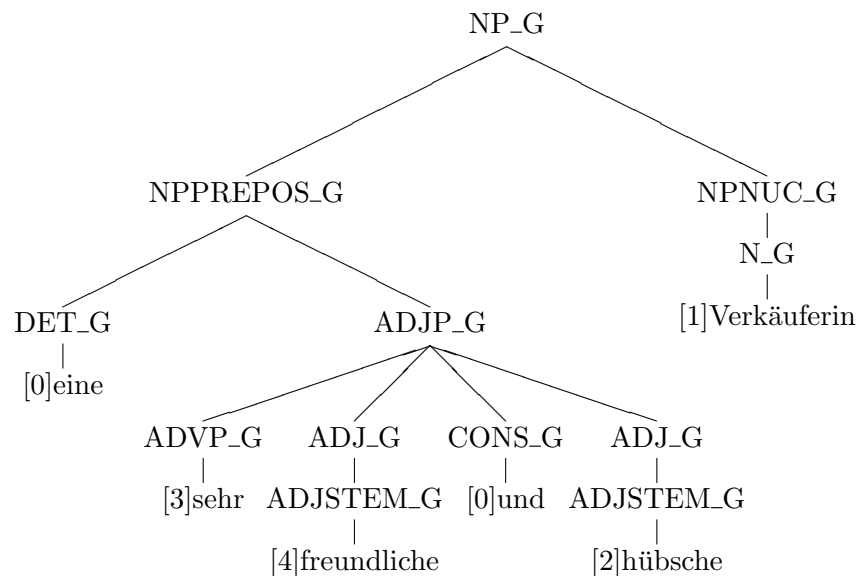 NP_G
NPPREPOS_G NPNUC_G
N_G
DET_G ADJP_G [1]Verkäuferin
[0]eine
ADVP_G ADJ_G CONS_G ADJ_G
[3]sehr ADJSTEM_G [0]und ADJSTEM_G
[4]freundliche [2]hübsche